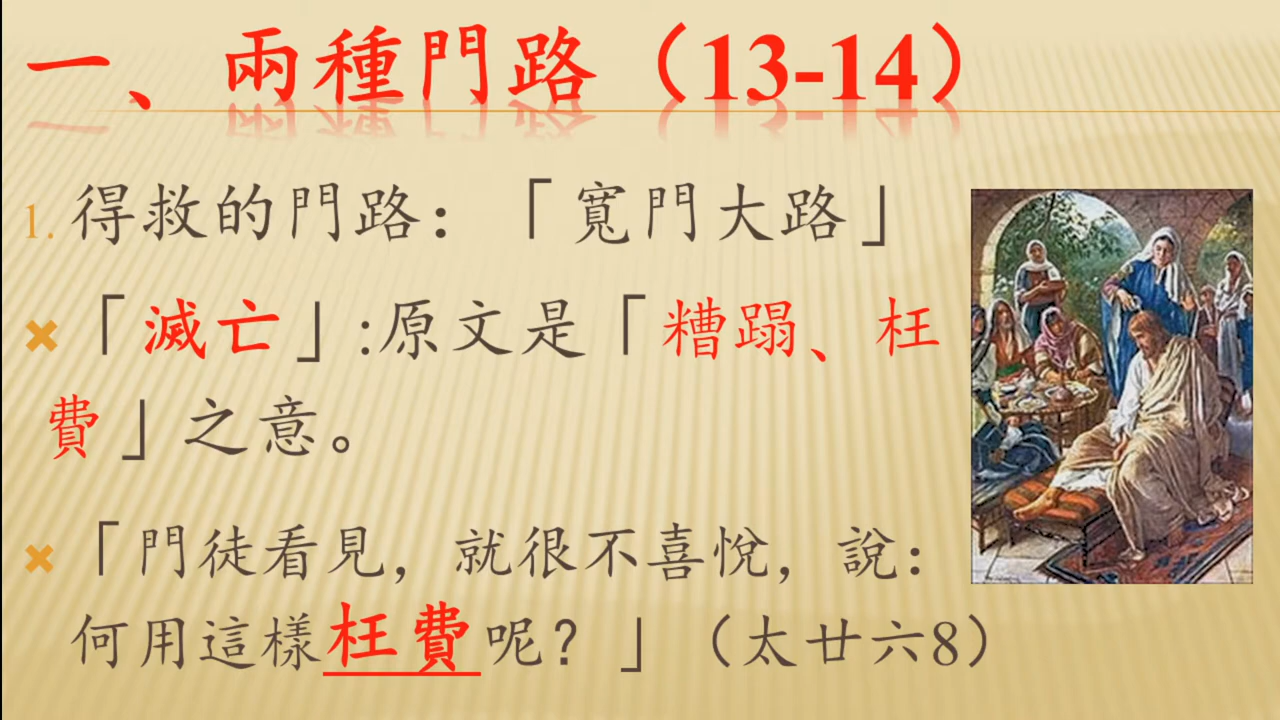 一、兩種門路（13-14）
1. 得救的門路：「寬門大路」
「滅亡」:原文是「糟蹋、枉
費」之意。
「門徒看見，就很不喜悅，說：
何用這樣枉費呢？」（太廿六8）